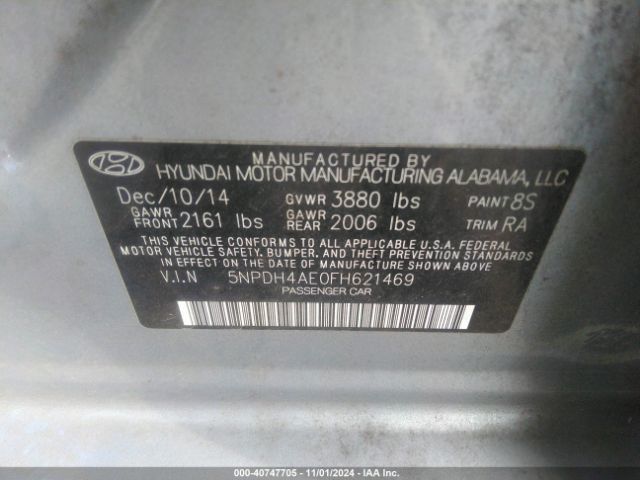 MANUFACTURED BY
HYUNDAI MOTOR MANUFACTURING ALABAMA, LLC
Dec/10/14 GVWR 3880 lbs PAINT 8S
GAWR FRONT 2161 lbs GAWR REAR 2006 lbs TRIM RA
THIS VEHICLE CONFORMS TO ALL APPLICABLE U.S.A. FEDERAL
MOTOR VEHICLE SAFETY, BUMPER, AND THEFT PREVENTION
STANDARDS IN EFFECT ON THE DATE OF MANUFACTURE SHOWN ABOVE.
V.I.N 5NPDH4AE0FH621469
PASSENGER CAR
000-40747705 - 11/01/2024 - IAA Inc.